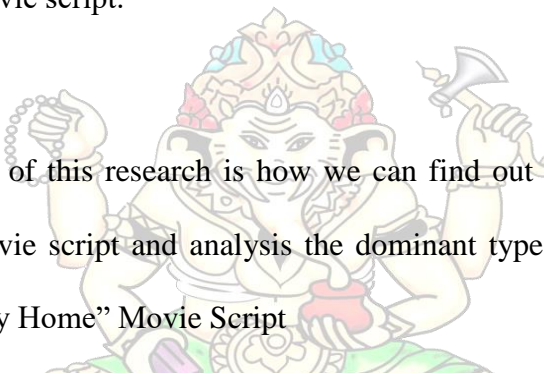 vie script.
of this research is how we can find out
vie script and analysis the dominant type
y Home” Movie Script